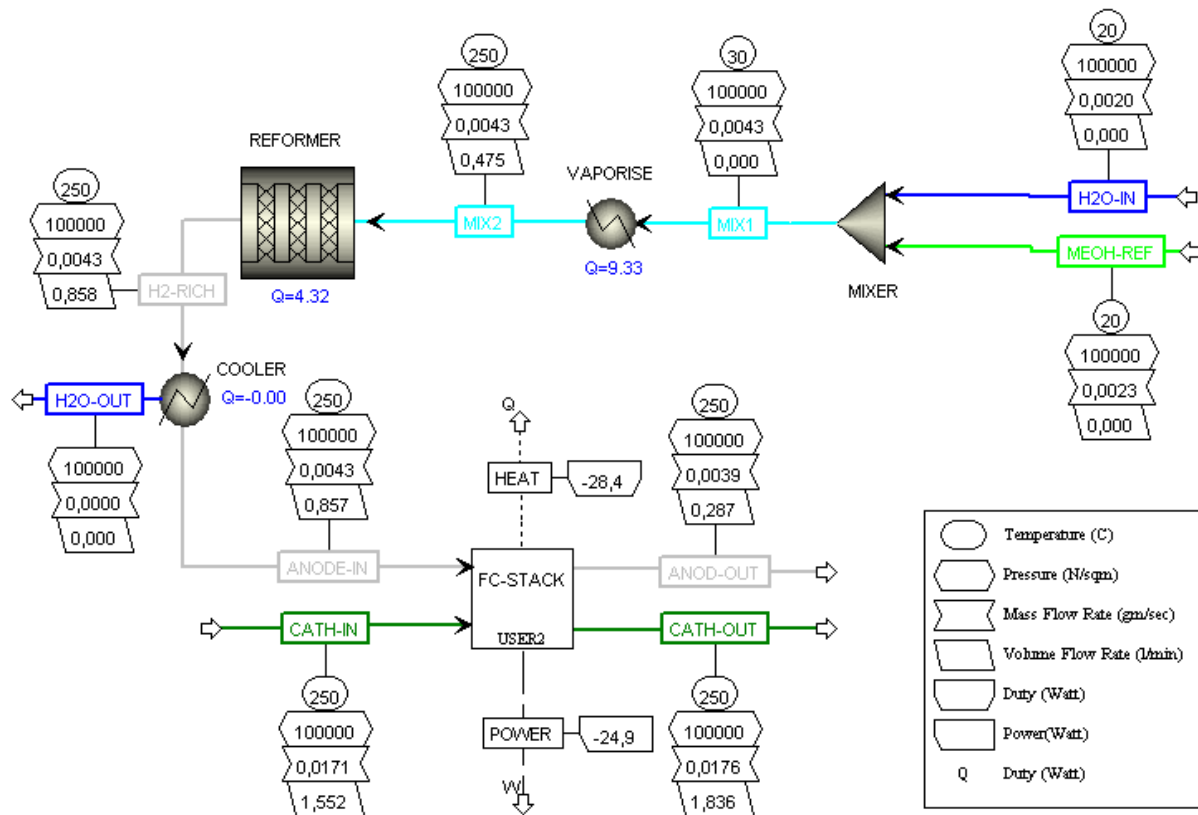 20
100000
0,0020
0,000
H2O-IN
MEOH-REF
20
100000
0,0023
0,000
MIXER
30
100000
0,0043
0,000
MIX1
VAPORISE
Q=9.33
250
100000
0,0043
0,475
MIX2
REFORMER
Q=4.32
250
100000
0,0043
0,858
H2-RICH
COOLER
Q=-0.00
H2O-OUT
100000
0,0000
0,000
250
100000
0,0043
0,857
ANODE-IN
Q
HEAT
-28,4
250
100000
0,0039
0,287
ANOD-OUT
FC-STACK
USER2
CATH-IN
250
100000
0,0171
1,552
CATH-OUT
250
100000
0,0176
1,836
POWER
-24,9
W
Temperature (C)
Pressure (N/sqm)
Mass Flow Rate (gm/sec)
Volume Flow Rate (l/min)
Duty (Watt)
Power(Watt)
Q Duty (Watt)